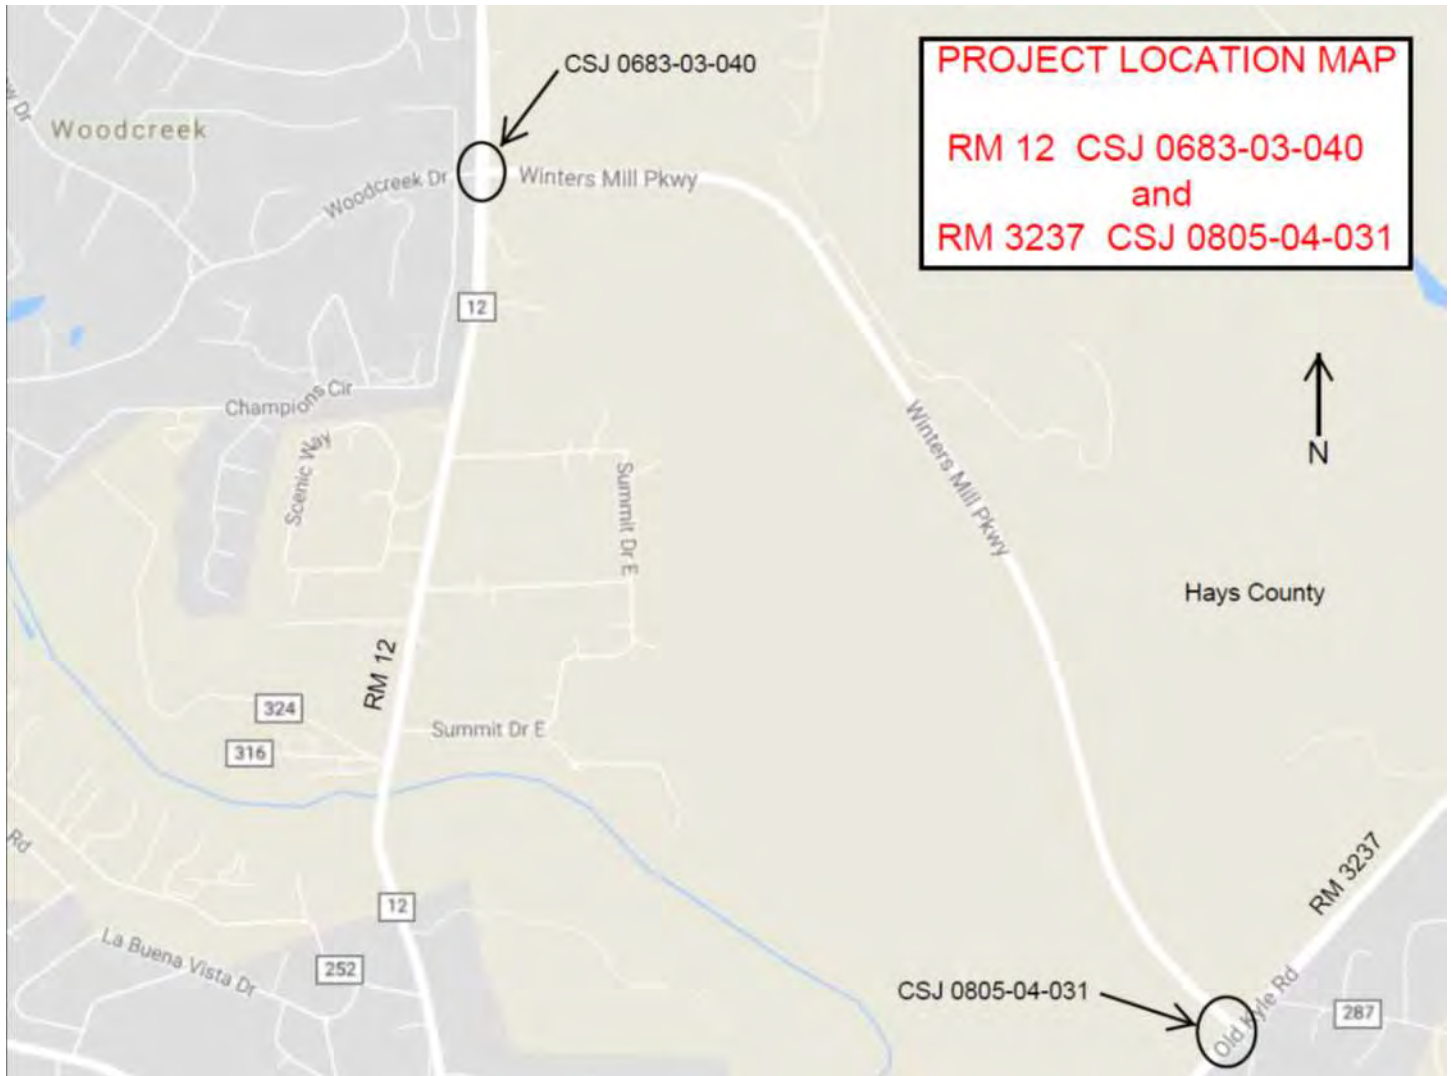 CSJ 0683-03-040
PROJECT LOCATION MAP
RM 12 CSJ 0683-03-040
and
RM 3237 CSJ 0805-04-031
Dr
Woodcreek
Woodcreek Dr
Winters Mill Pkwy
12
Champions Cir
Scenic Way
Summit Dr E
Winters Mill Pkwy
N
Hays County
RM 12
324
316
Summit Dr E
Rd
12
La Buena Vista Dr
252
RM 3237
CSJ 0805-04-031
Old Kyle Rd
287